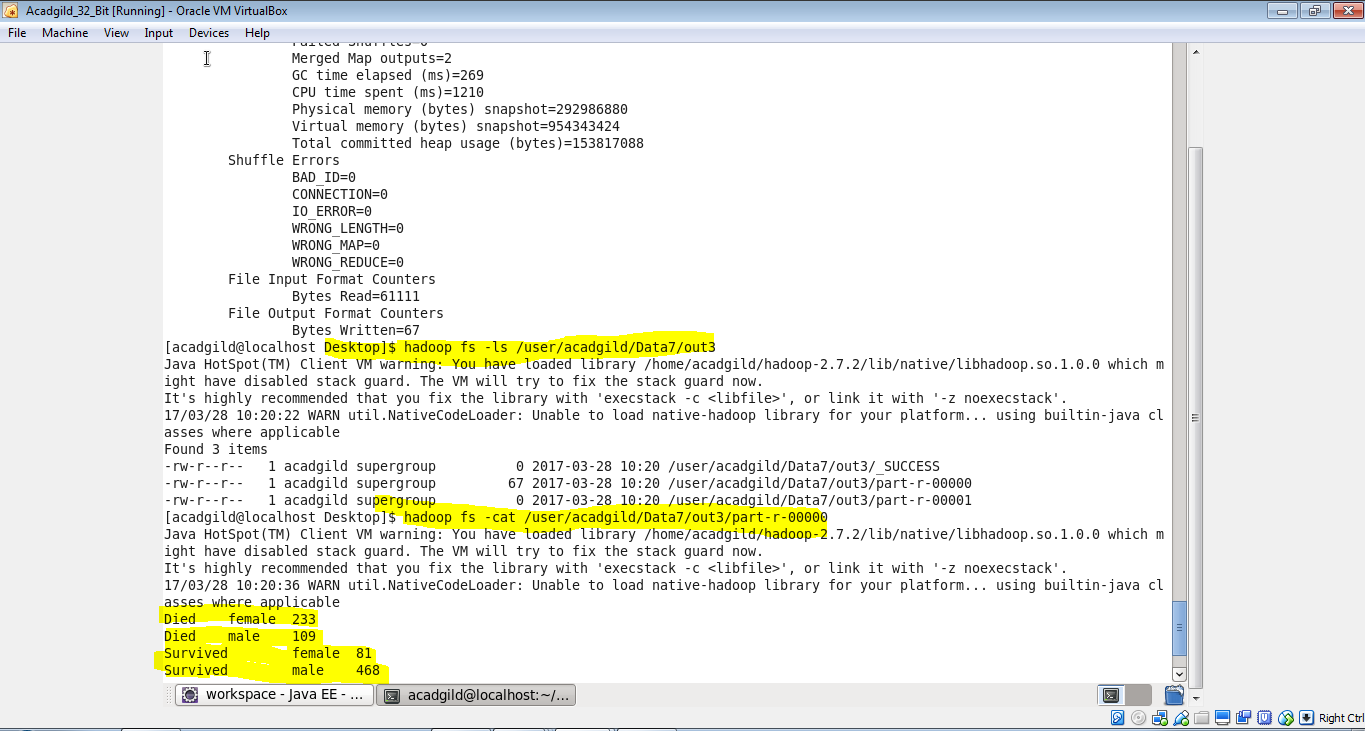 Acadgild_32_Bit [Running] - Oracle VM VirtualBox
File Machine View Input Devices Help
Failed Shuffles=0
Merged Map outputs=2
GC time elapsed (ms)=269
CPU time spent (ms)=1210
Physical memory (bytes) snapshot=292986880
Virtual memory (bytes) snapshot=954343424
Total committed heap usage (bytes)=153817088
Shuffle Errors
BAD_ID=0
CONNECTION=0
IO_ERROR=0
WRONG_LENGTH=0
WRONG_MAP=0
WRONG_REDUCE=0
File Input Format Counters
Bytes Read=61111
File Output Format Counters
Bytes Written=67
[acadgild@localhost Desktop]$ hadoop fs -ls /user/acadgild/Data7/out3
Java HotSpot(TM) Client VM warning: You have loaded library /home/acadgild/hadoop-2.7.2/lib/native/libhadoop.so.1.0.0 which m
ight have disabled stack guard. The VM will try to fix the stack guard now.
It's highly recommended that you fix the library with 'execstack -c <libfile>', or link it with '-z noexecstack'.
17/03/28 10:20:22 WARN util.NativeCodeLoader: Unable to load native-hadoop library for your platform... using builtin-java cl
asses where applicable
Found 3 items
-rw-r--r-- 1 acadgild supergroup 0 2017-03-28 10:20 /user/acadgild/Data7/out3/_SUCCESS
-rw-r--r-- 1 acadgild supergroup 67 2017-03-28 10:20 /user/acadgild/Data7/out3/part-r-00000
-rw-r--r-- 1 acadgild supergroup 0 2017-03-28 10:20 /user/acadgild/Data7/out3/part-r-00001
[acadgild@localhost Desktop]$ hadoop fs -cat /user/acadgild/Data7/out3/part-r-00000
Java HotSpot(TM) Client VM warning: You have loaded library /home/acadgild/hadoop-2.7.2/lib/native/libhadoop.so.1.0.0 which m
ight have disabled stack guard. The VM will try to fix the stack guard now.
It's highly recommended that you fix the library with 'execstack -c <libfile>', or link it with '-z noexecstack'.
17/03/28 10:20:36 WARN util.NativeCodeLoader: Unable to load native-hadoop library for your platform... using builtin-java cl
asses where applicable
Died female 233
Died male 109
Survived female 81
Survived male 468
workspace - Java EE - ... acadgild@localhost:~/...
Right Ctrl